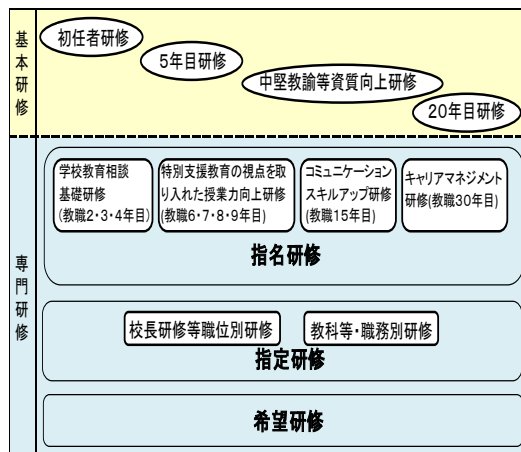 基本研修
初任者研修
5年目研修
中堅教諭等資質向上研修
20年目研修
専門研修
学校教育相談
基礎研修
(教職2・3・4年目)
特別支援教育の視点を取
り入れた授業力向上研修
(教職6・7・8・9年目)
コミュニケーション
スキルアップ研修
(教職15年目)
キャリアマネジメント
研修(教職30年目)
指名研修
校長研修等職位別研修
教科等・職務別研修
指定研修
希望研修